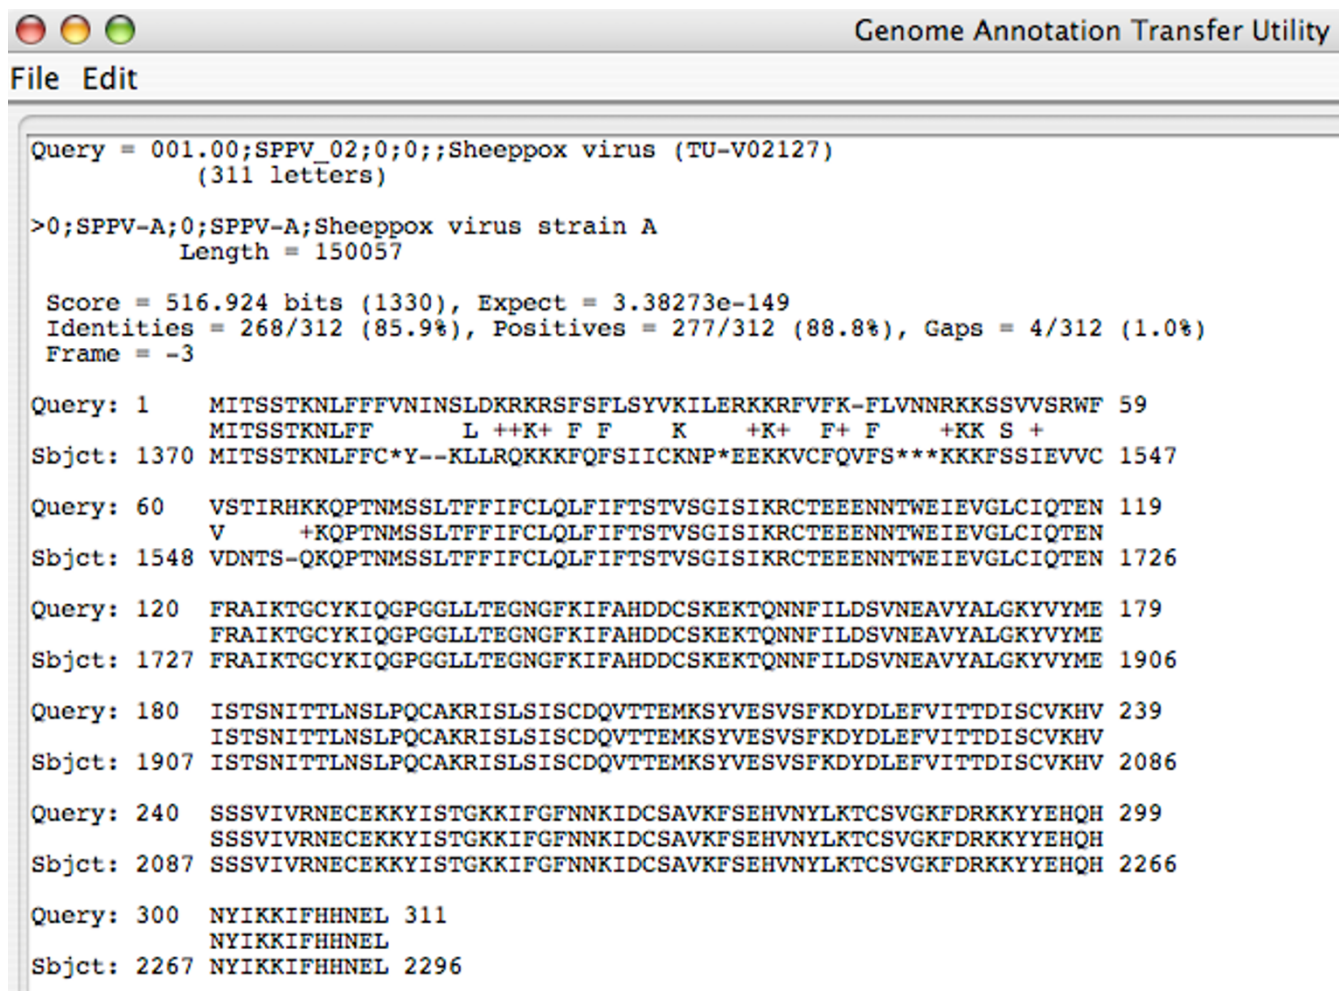 Genome Annotation Transfer Utility
File Edit
Query = 001.00;SPPV_02;0;0;;Sheeppox virus (TU-V02127)
(311 letters)
>0;SPPV-A;0;SPPV-A;Sheeppox virus strain A
Length = 150057
Score = 516.924 bits (1330), Expect = 3.38273e-149
Identities = 268/312 (85.9%), Positives = 277/312 (88.8%), Gaps = 4/312 (1.0%)
Frame = -3
Query: 1 MITSSTKNLFFFVNINSLDKRKRSFSFLSYVKILERKKRFVFK-FLVNNRKKSSVVSRWF 59
MITSSTKNLFF L ++K+ F F K +K+ F+ F +KK S +
Sbjct: 1370 MITSSTKNLFFC*Y--KLLRQKKKFQFSIICKNP*EEKKVCFQVFS***KKKFSSIEVVC 1547
Query: 60 VSTIRHKKQPTNMSSLTFFIFCLQLFIFTSTVSGISIKRCTEEENNTWEIEVGLCIQTEN 119
V +KQPTNMSSLTFFIFCLQLFIFTSTVSGISIKRCTEEENNTWEIEVGLCIQTEN
Sbjct: 1548 VDNTS-QKQPTNMSSLTFFIFCLQLFIFTSTVSGISIKRCTEEENNTWEIEVGLCIQTEN 1726
Query: 120 FRAIKTGCYKIQGPGGLLTEGNGFKIFAHDDCSKEKTQNNFILDSVNEAVYALGKYVYME 179
FRAIKTGCYKIQGPGGLLTEGNGFKIFAHDDCSKEKTQNNFILDSVNEAVYALGKYVYME
Sbjct: 1727 FRAIKTGCYKIQGPGGLLTEGNGFKIFAHDDCSKEKTQNNFILDSVNEAVYALGKYVYME 1906
Query: 180 ISTSNITTLNSLPQCAKRISLSISCDQVTTEMKSYVESVSFKDYDLEFVITTDISCVKHV 239
ISTSNITTLNSLPQCAKRISLSISCDQVTTEMKSYVESVSFKDYDLEFVITTDISCVKHV
Sbjct: 1907 ISTSNITTLNSLPQCAKRISLSISCDQVTTEMKSYVESVSFKDYDLEFVITTDISCVKHV 2086
Query: 240 SSSVIVRNECEKKYISTGKKIFGFNNKIDCSAVKFSEHVNYLKTCSVGKFDRKKYYEHQH 299
SSSVIVRNECEKKYISTGKKIFGFNNKIDCSAVKFSEHVNYLKTCSVGKFDRKKYYEHQH
Sbjct: 2087 SSSVIVRNECEKKYISTGKKIFGFNNKIDCSAVKFSEHVNYLKTCSVGKFDRKKYYEHQH 2266
Query: 300 NYIKKIFHHNEL 311
NYIKKIFHHNEL
Sbjct: 2267 NYIKKIFHHNEL 2296